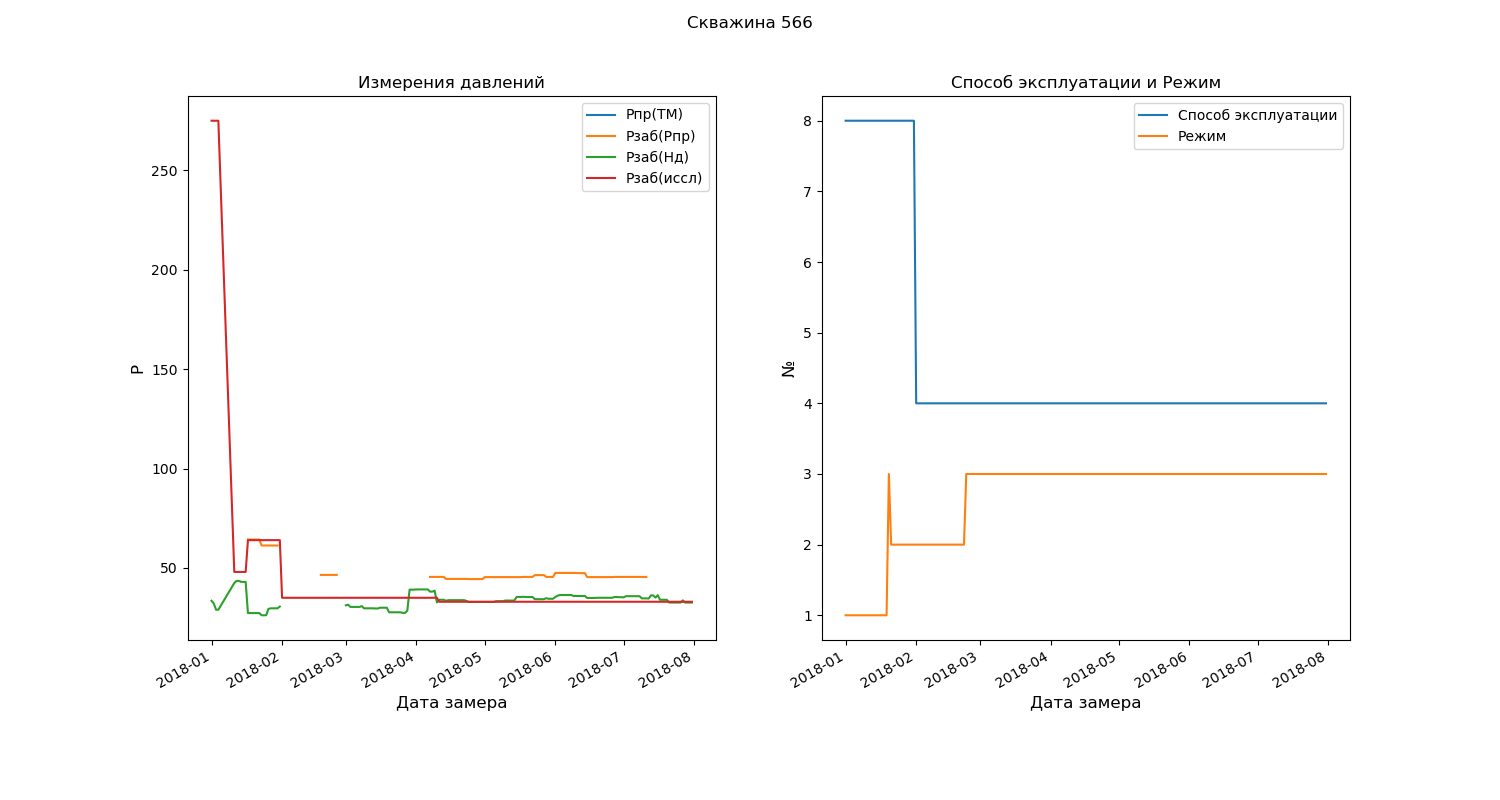 Скважина 566
Измерения давлений
Рпр(ТМ)
Рзаб(Рпр)
Рзаб(Нд)
Рзаб(иссл)
250
200
150
100
50
Р
2018-01 2018-02 2018-03 2018-04 2018-05 2018-06 2018-07 2018-08
Дата замера
Способ эксплуатации и Режим
Способ эксплуатации
Режим
8
7
6
5
4
3
2
1
№
2018-01 2018-02 2018-03 2018-04 2018-05 2018-06 2018-07 2018-08
Дата замера